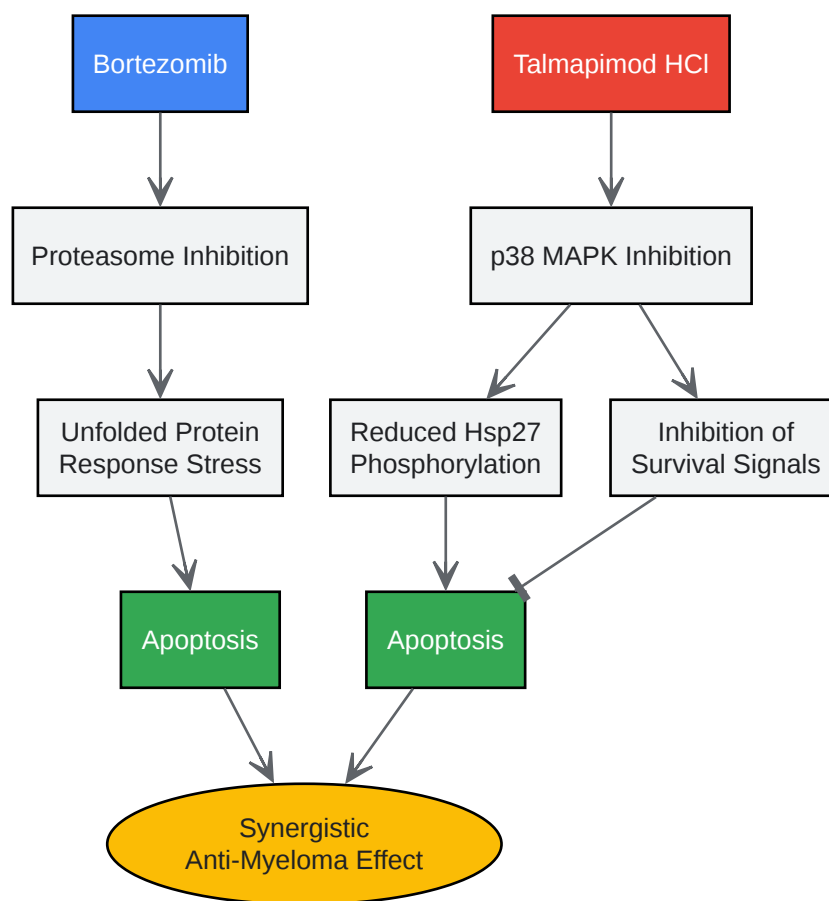 Bortezomib
Talmapimod HCl
Proteasome Inhibition
p38 MAPK Inhibition
Unfolded Protein
Response Stress
Reduced Hsp27
Phosphorylation
Inhibition of
Survival Signals
Apoptosis
Apoptosis
Synergistic
Anti-Myeloma Effect